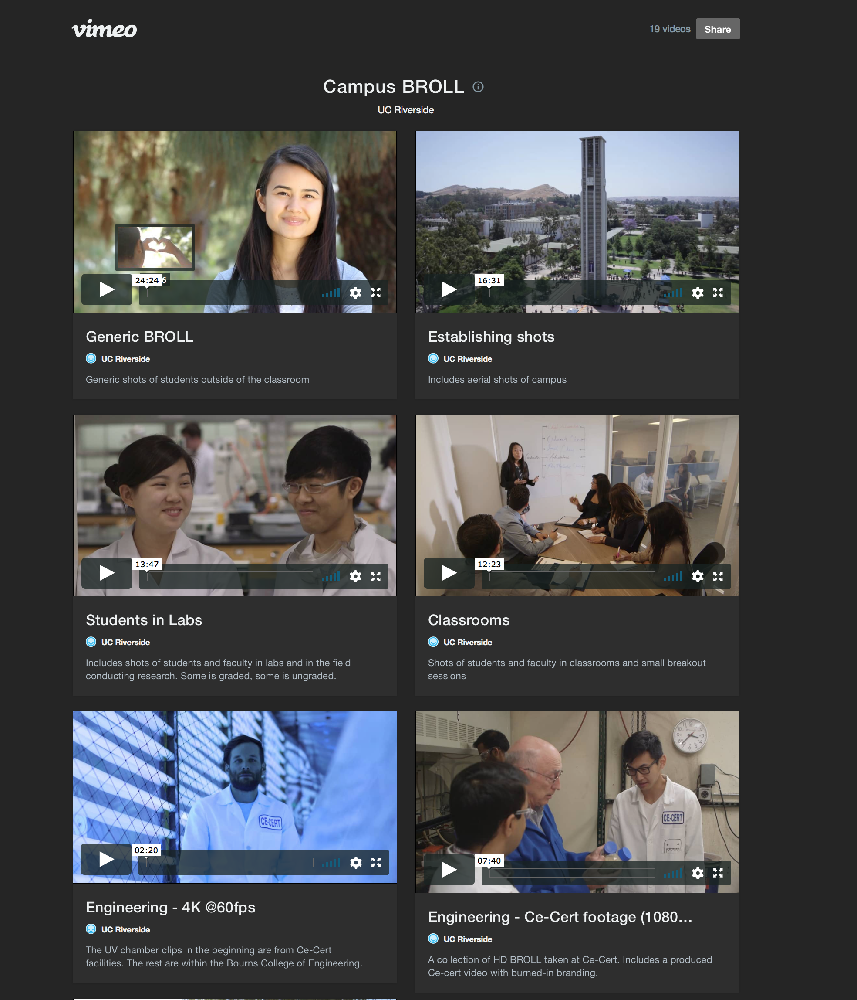 vimeo
19 videos
Share
Campus BROLL
UC Riverside
24:24
6
16:31
Generic BROLL
UC Riverside
Generic shots of students outside of the classroom
Establishing shots
UC Riverside
Includes aerial shots of campus
13:47
12:23
Students in Labs
UC Riverside
Includes shots of students and faculty in labs and in the field
conducting research. Some is graded, some is ungraded.
Classrooms
UC Riverside
Shots of students and faculty in classrooms and small breakout
sessions
CE-CERT
02:20
CE-CERT
07:40
Engineering - 4K @60fps
UC Riverside
The UV chamber clips in the beginning are from Ce-Cert
facilities. The rest are within the Bourns College of Engineering.
Engineering - Ce-Cert footage (1080...
UC Riverside
A collection of HD BROLL taken at Ce-Cert. Includes a produced
Ce-cert video with burned-in branding.